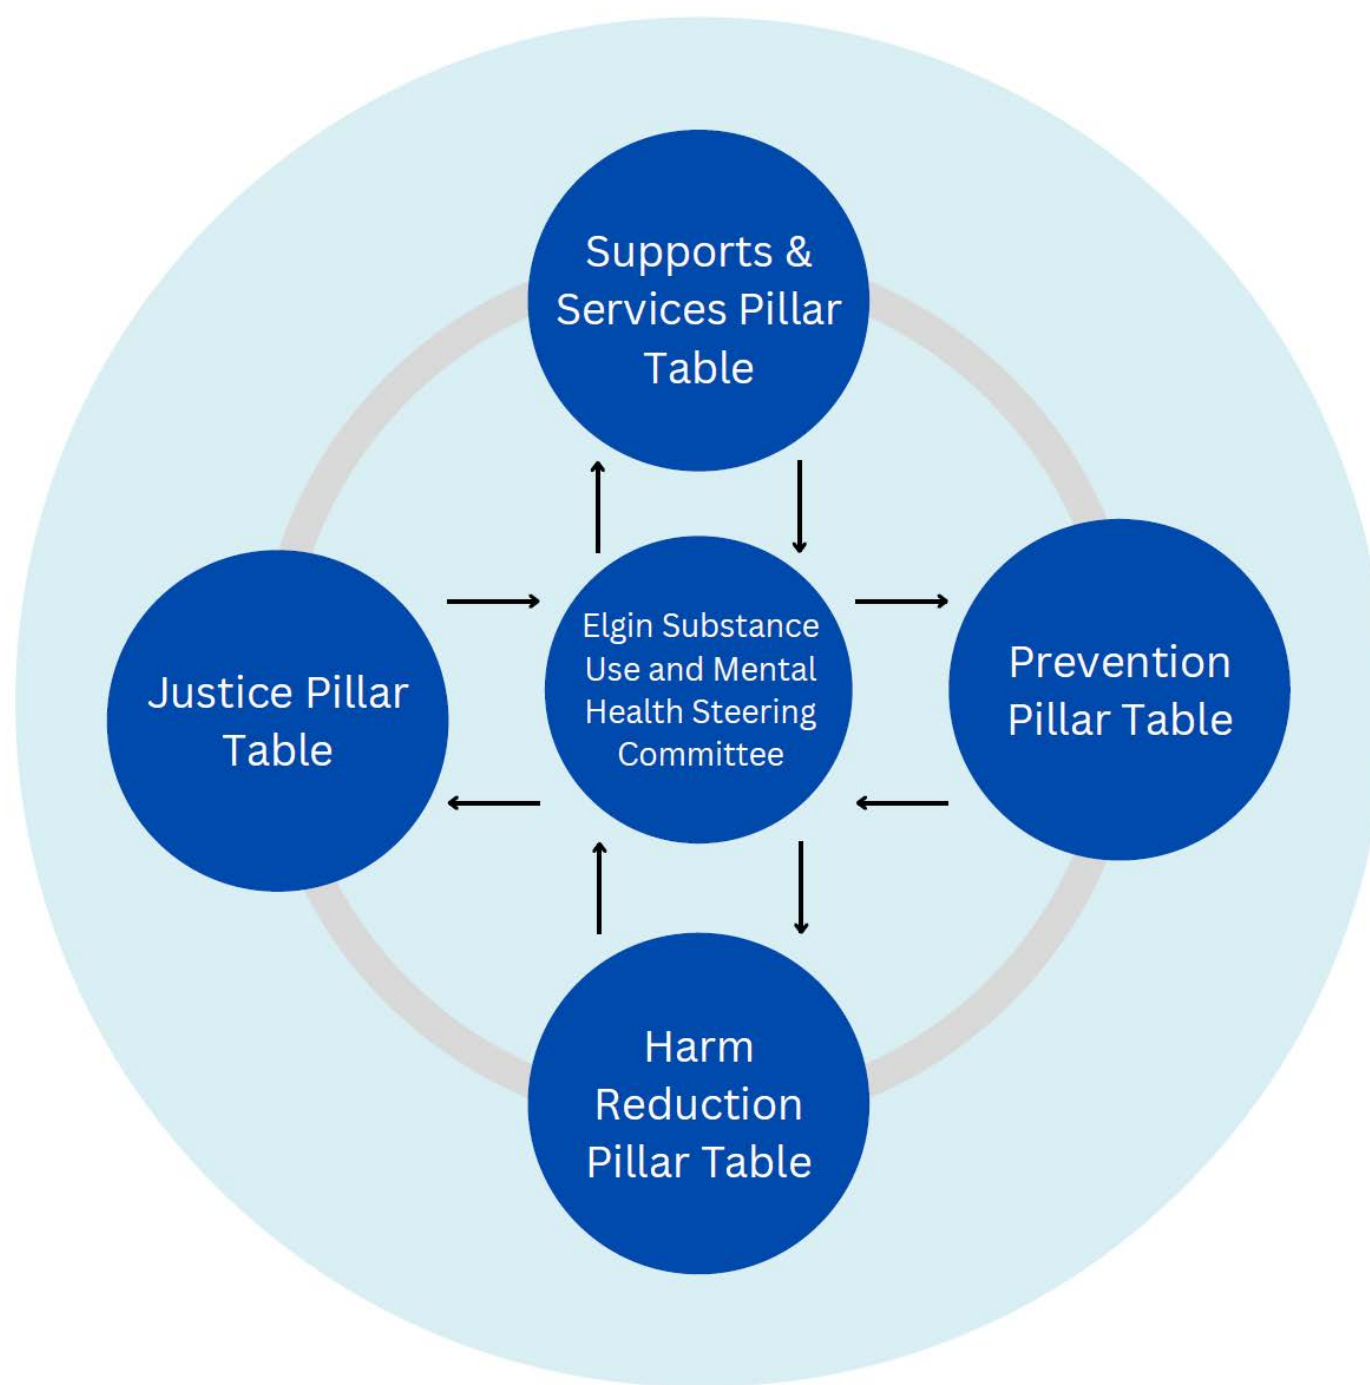 Supports &
Services Pillar
Table
Justice Pillar
Table
Elgin Substance
Use and Mental
Health Steering
Committee
Prevention
Pillar Table
Harm
Reduction
Pillar Table